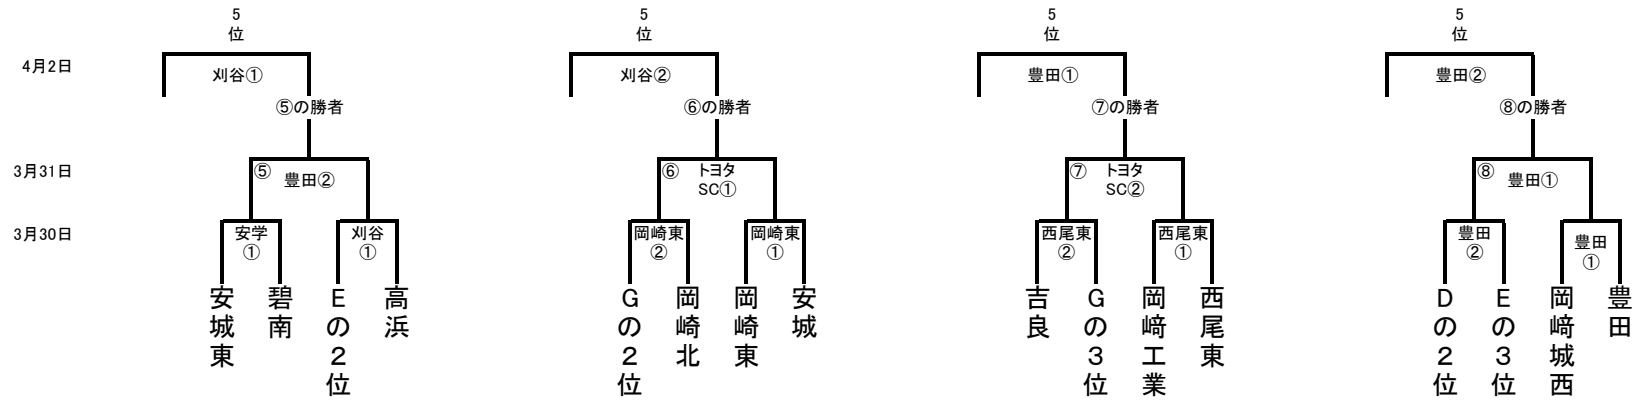 5
位
5
位
5
位
5
位
4月2日
刈谷①
刈谷②
豊田①
豊田②
⑤の勝者
⑥の勝者
⑦の勝者
⑧の勝者
3月31日
⑤
豊田②
⑥
トヨタ
SC①
⑦
トヨタ
SC②
⑧
豊田①
3月30日
安学
①
刈谷
①
岡崎東
②
岡崎東
①
西尾東
②
西尾東
①
豊田
②
豊田
①
安城東
碧南
Eの2位
高浜
Gの2位
岡崎北
岡崎東
安城
吉良
Gの3位
岡﨑工業
西尾東
Dの2位
Eの3位
岡﨑城西
豊田